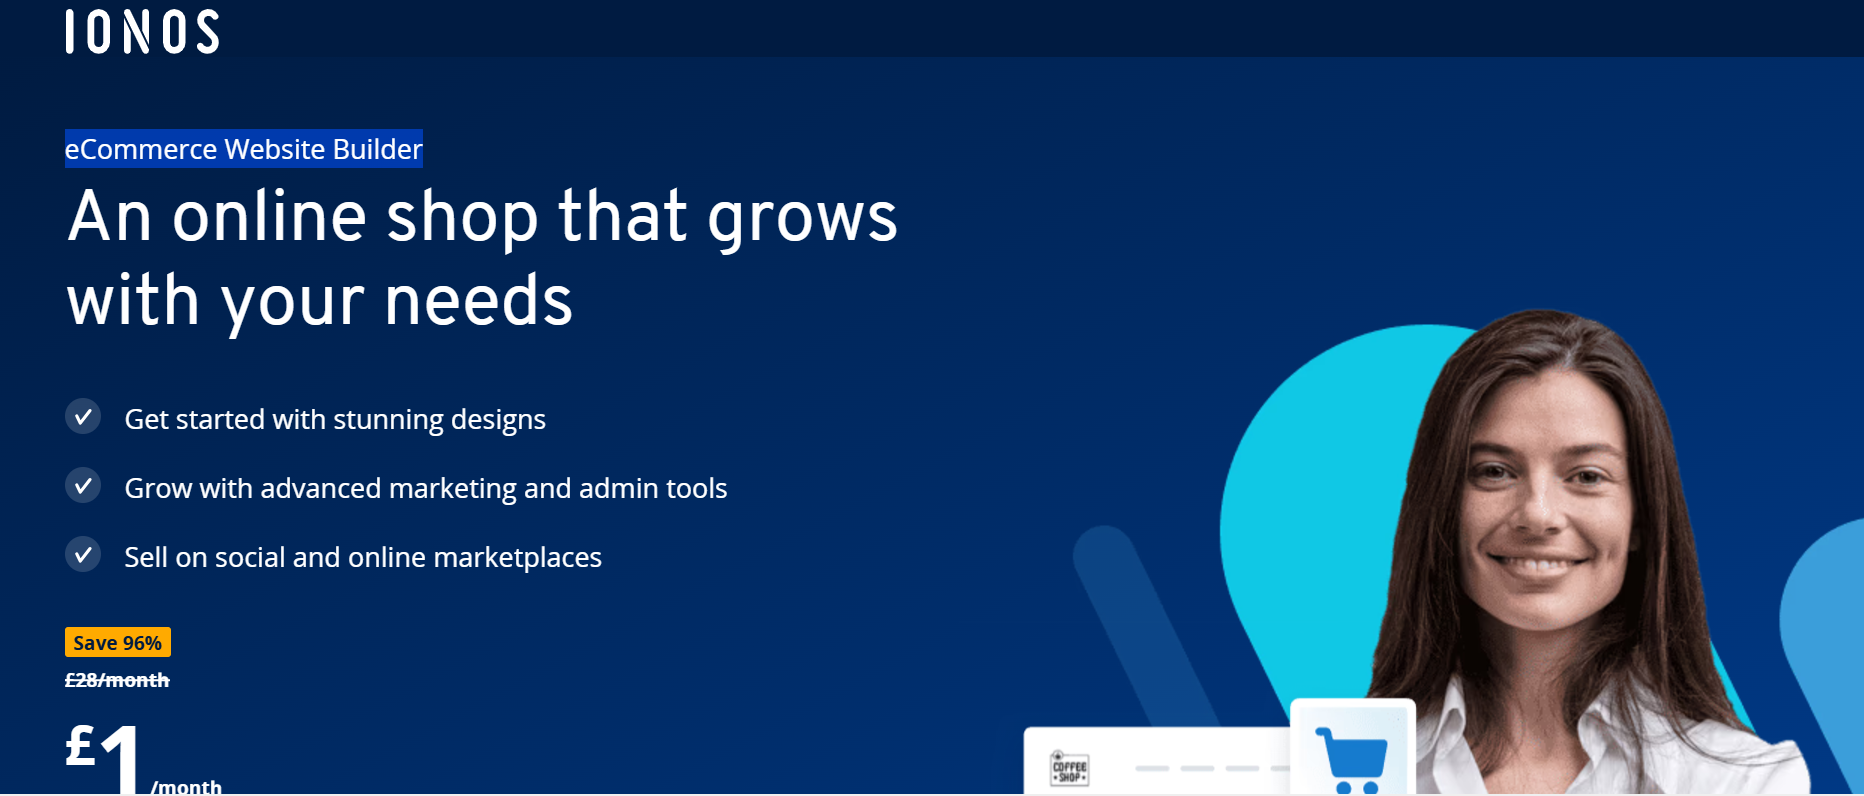 IONOS
eCommerce Website Builder
An online shop that grows
with your needs
Get started with stunning designs
Grow with advanced marketing and admin tools
Sell on social and online marketplaces
Save 96%
£28/month
£1
/month
COFFEE
SHOP